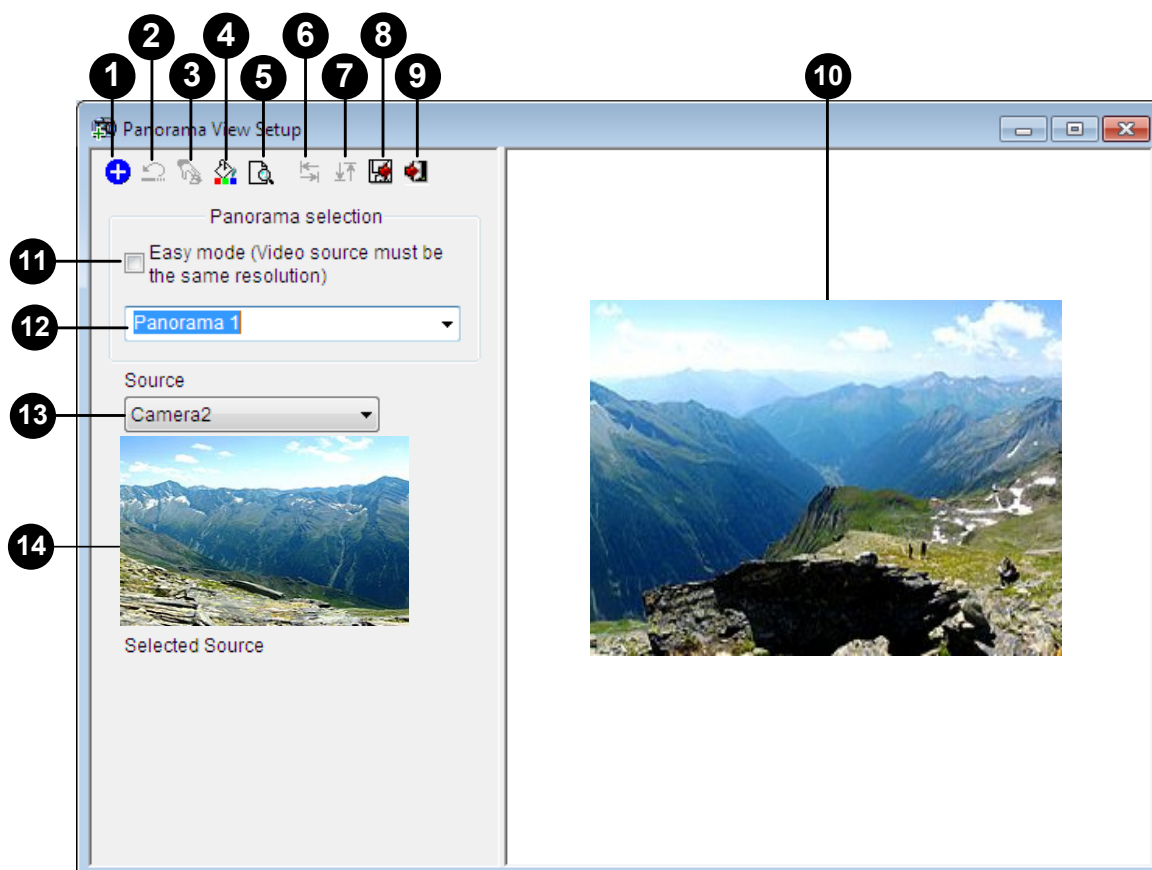 2 4 6 8
1 3 5 7 9 10
Panorama View Setup
Panorama selection
11 Easy mode (Video source must be
the same resolution)
12 Panorama 1
Source
13 Camera2
14
Selected Source